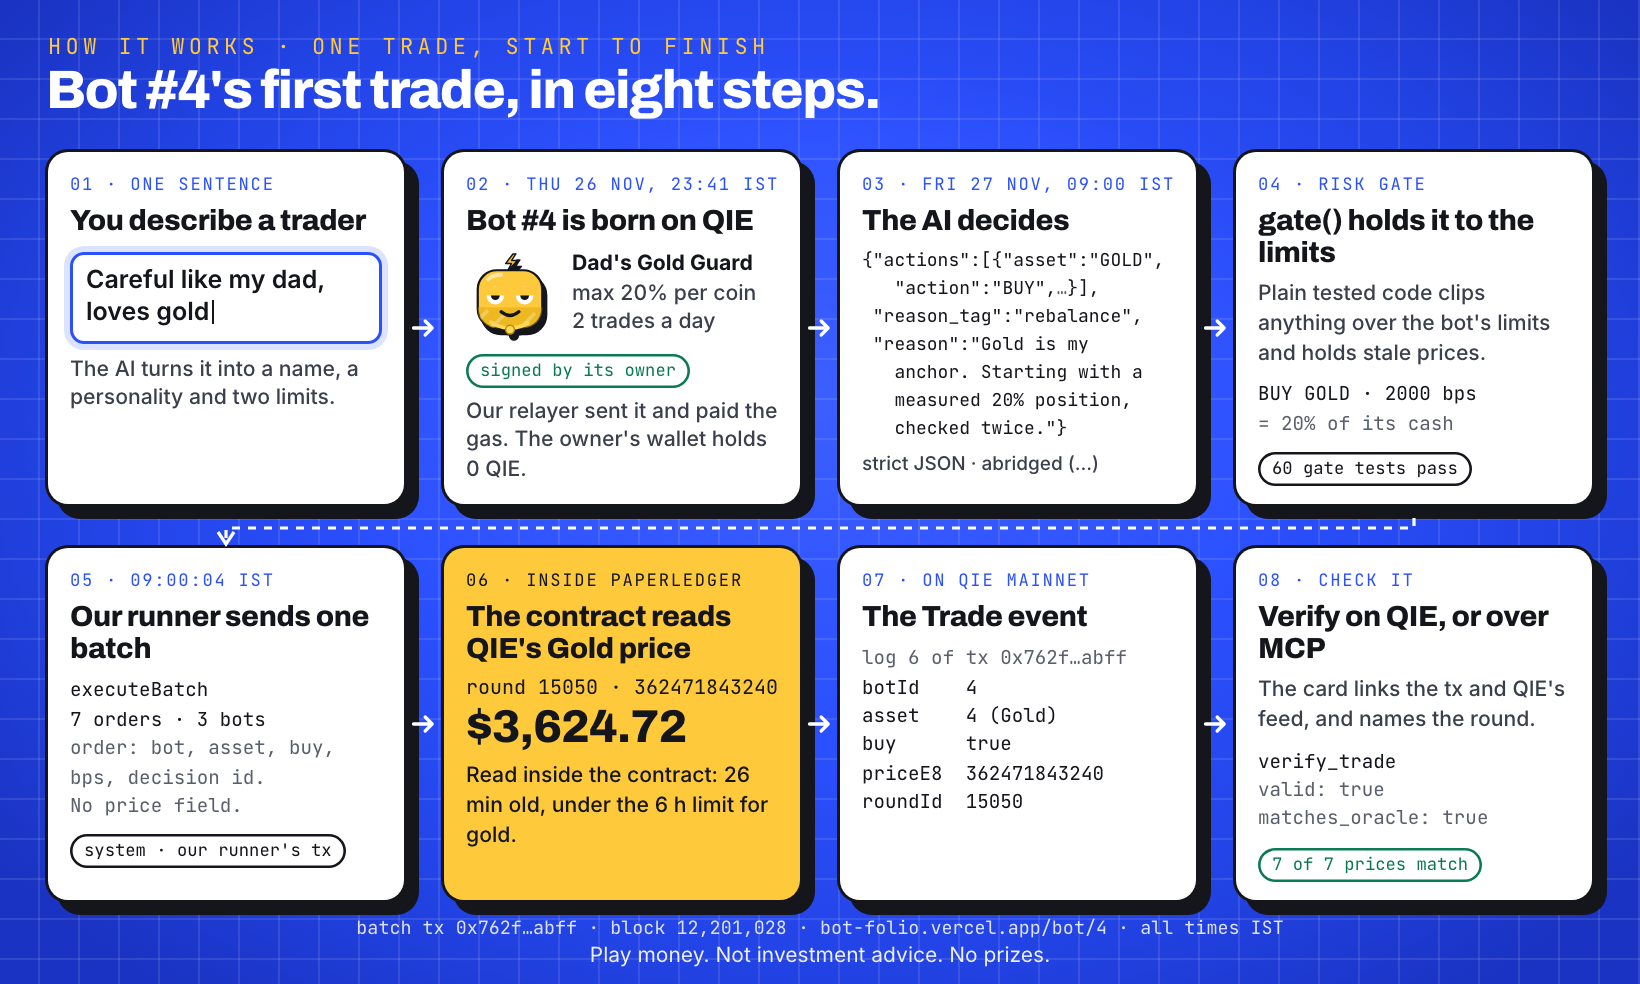 HOW IT WORKS · ONE TRADE, START TO FINISH
Bot #4's first trade, in eight steps.
01 · ONE SENTENCE
You describe a trader
Careful like my dad,
loves gold
The AI turns it into a name, a
personality and two limits.
02 · THU 26 NOV, 23:41 IST
Bot #4 is born on QIE
Dad's Gold Guard
max 20% per coin
2 trades a day
signed by its owner
Our relayer sent it and paid the
gas. The owner's wallet holds
0 QIE.
03 · FRI 27 NOV, 09:00 IST
The AI decides
{"actions":[{"asset":"GOLD",
"action":"BUY",…}],
"reason_tag":"rebalance",
"reason":"Gold is my
anchor. Starting with a
measured 20% position,
checked twice."}
strict JSON · abridged (...)
04 · RISK GATE
gate() holds it to the
limits
Plain tested code clips
anything over the bot's limits
and holds stale prices.
BUY GOLD · 2000 bps
= 20% of its cash
60 gate tests pass
05 · 09:00:04 IST
Our runner sends one
batch
executeBatch
7 orders · 3 bots
order: bot, asset, buy,
bps, decision id.
No price field.
system · our runner's tx
06 · INSIDE PAPERLEDGER
The contract reads
QIE's Gold price
round 15050 · 362471843240
$3,624.72
Read inside the contract: 26
min old, under the 6 h limit for
gold.
07 · ON QIE MAINNET
The Trade event
log 6 of tx 0x762f…abff
botId 4
asset 4 (Gold)
buy true
priceE8 362471843240
roundId 15050
08 · CHECK IT
Verify on QIE, or over
MCP
The card links the tx and QIE's
feed, and names the round.
verify_trade
valid: true
matches_oracle: true
7 of 7 prices match
batch tx 0x762f…abff · block 12,201,028 · bot-folio.vercel.app/bot/4 · all times IST
Play money. Not investment advice. No prizes.